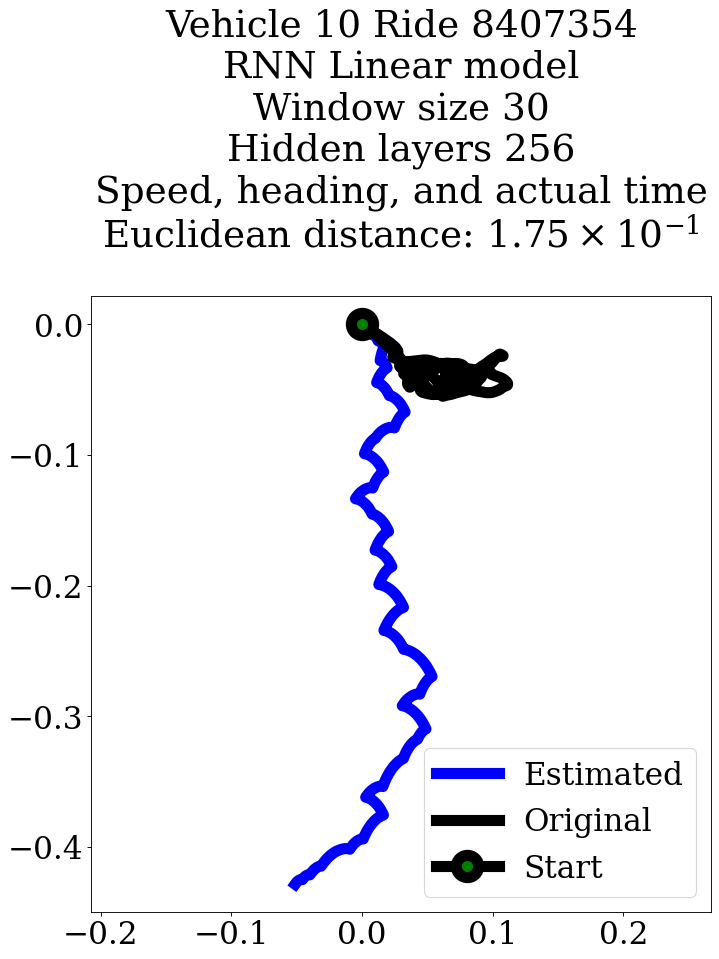 Vehicle 10 Ride 8407354
RNN Linear model
Window size 30
Hidden layers 256
Speed, heading, and actual time
Euclidean distance: 1.75 × 10⁻¹
0.0
−0.1
−0.2
−0.3
−0.4
Estimated
Original
Start
−0.2 −0.1 0.0 0.1 0.2